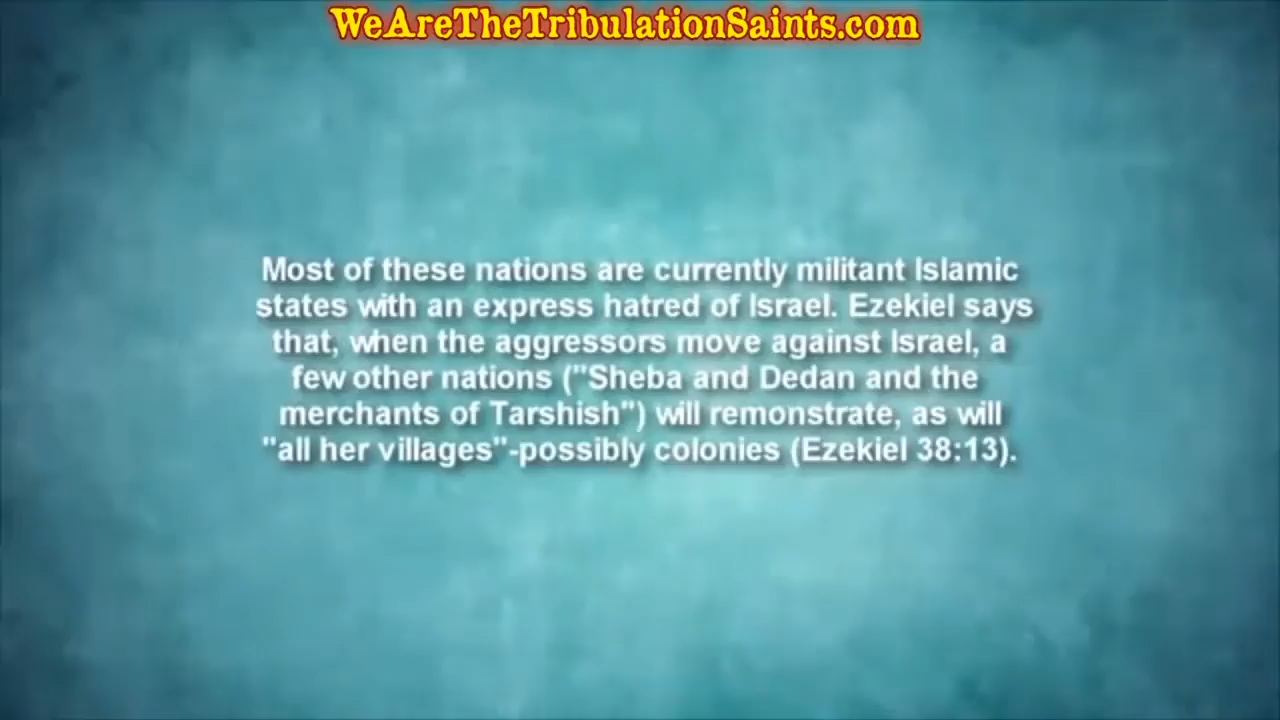 WeAreTheTribulationSaints.com
Most of these nations are currently militant Islamic
states with an express hatred of Israel. Ezekiel says
that, when the aggressors move against Israel, a
few other nations ("Sheba and Dedan and the
merchants of Tarshish") will remonstrate, as will
"all her villages"-possibly colonies (Ezekiel 38:13).